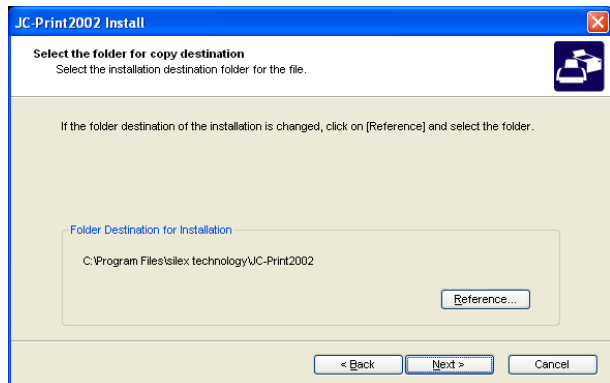 JC-Print2002 Install
Select the folder for copy destination
Select the installation destination folder for the file.
If the folder destination of the installation is changed, click on [Reference] and select the folder.
Folder Destination for Installation
C:\Program Files\silex technology\JC-Print2002
Reference...
< Back Next > Cancel